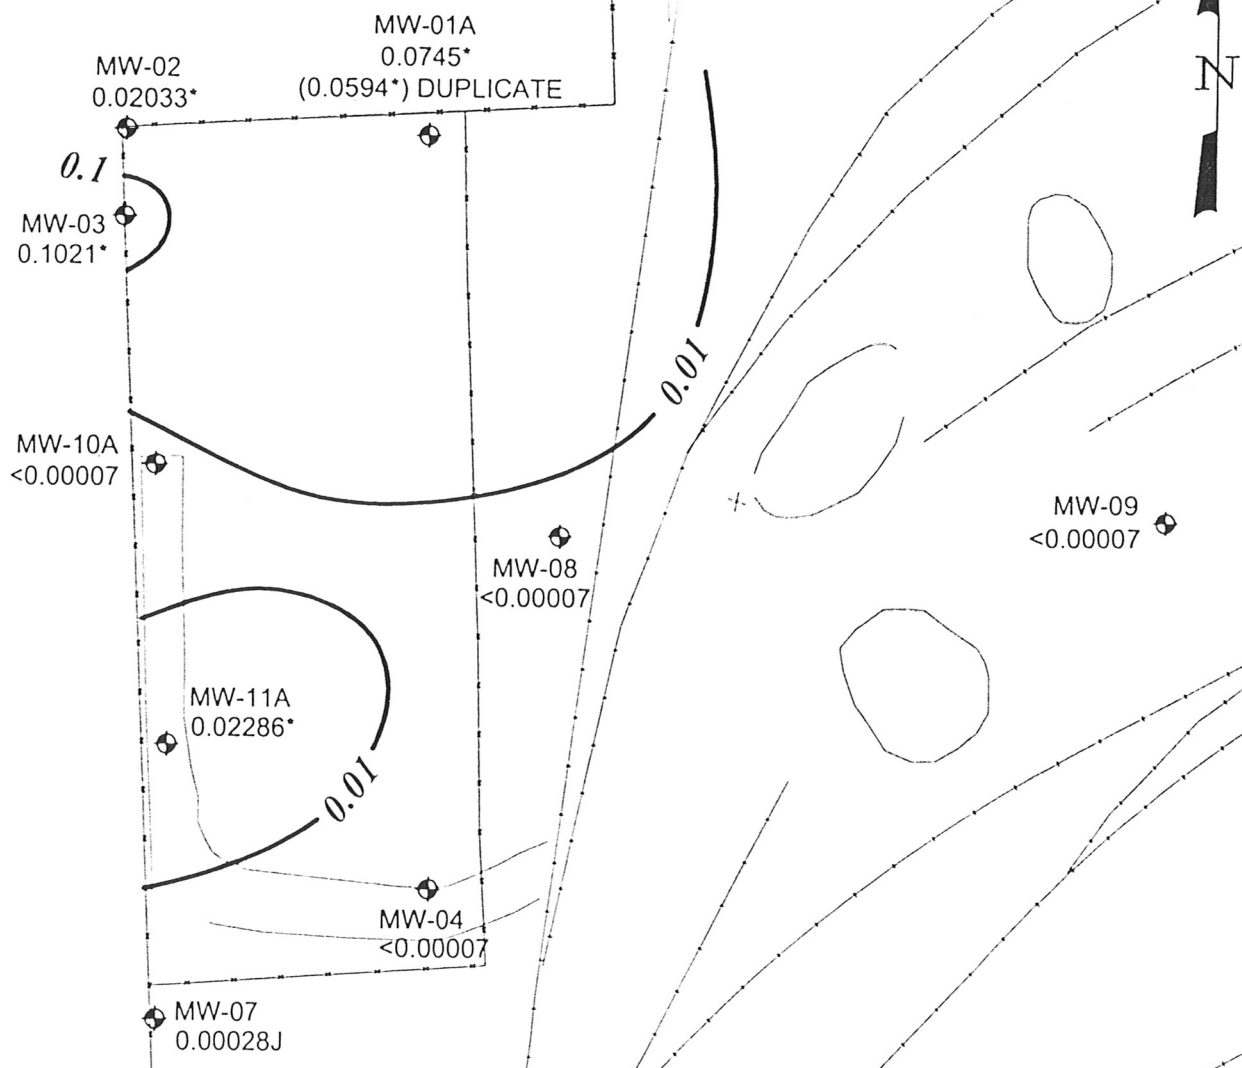 MW-01A
0.0745*
(0.0594*) DUPLICATE
MW-02
0.02033*
N
0.1
MW-03
0.1021*
0.01
MW-10A
<0.00007
MW-09
<0.00007
MW-08
<0.00007
MW-11A
0.02286*
0.01
MW-04
<0.00007
MW-07
0.00028J